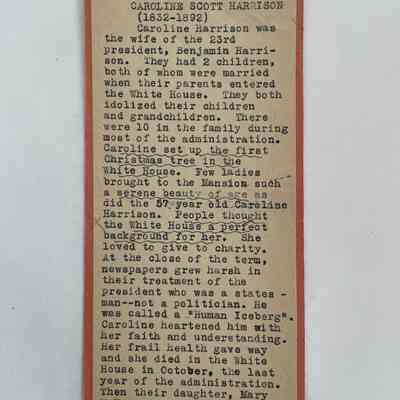 CAROLINE SCOTT HARRISON
(1832-1892)
Caroline Harrison was
the wife of the 23rd
president, Benjamin Harri-
son. They had 2 children,
both of whom were married
when their parents entered
the White House. They both
idolized their children
and grandchildren. There
were 10 in the family during
most of the administration.
Caroline set up the first
Christmas tree in the
White House. Few ladies
brought to the Mansion such
a serene beauty of age as
did the 57 year old Caroline
Harrison. People thought
the White House a perfect
background for her. She
loved to give to charity.
At the close of the term,
newspapers grew harsh in
their treatment of the
president who was a states-
man--not a politician. He
was called a "Human Iceberg".
Caroline heartened him with
her faith and understanding.
Her frail health gave way
and she died in the White
House in October, the last
year of the administration.
Then their daughter, Mary